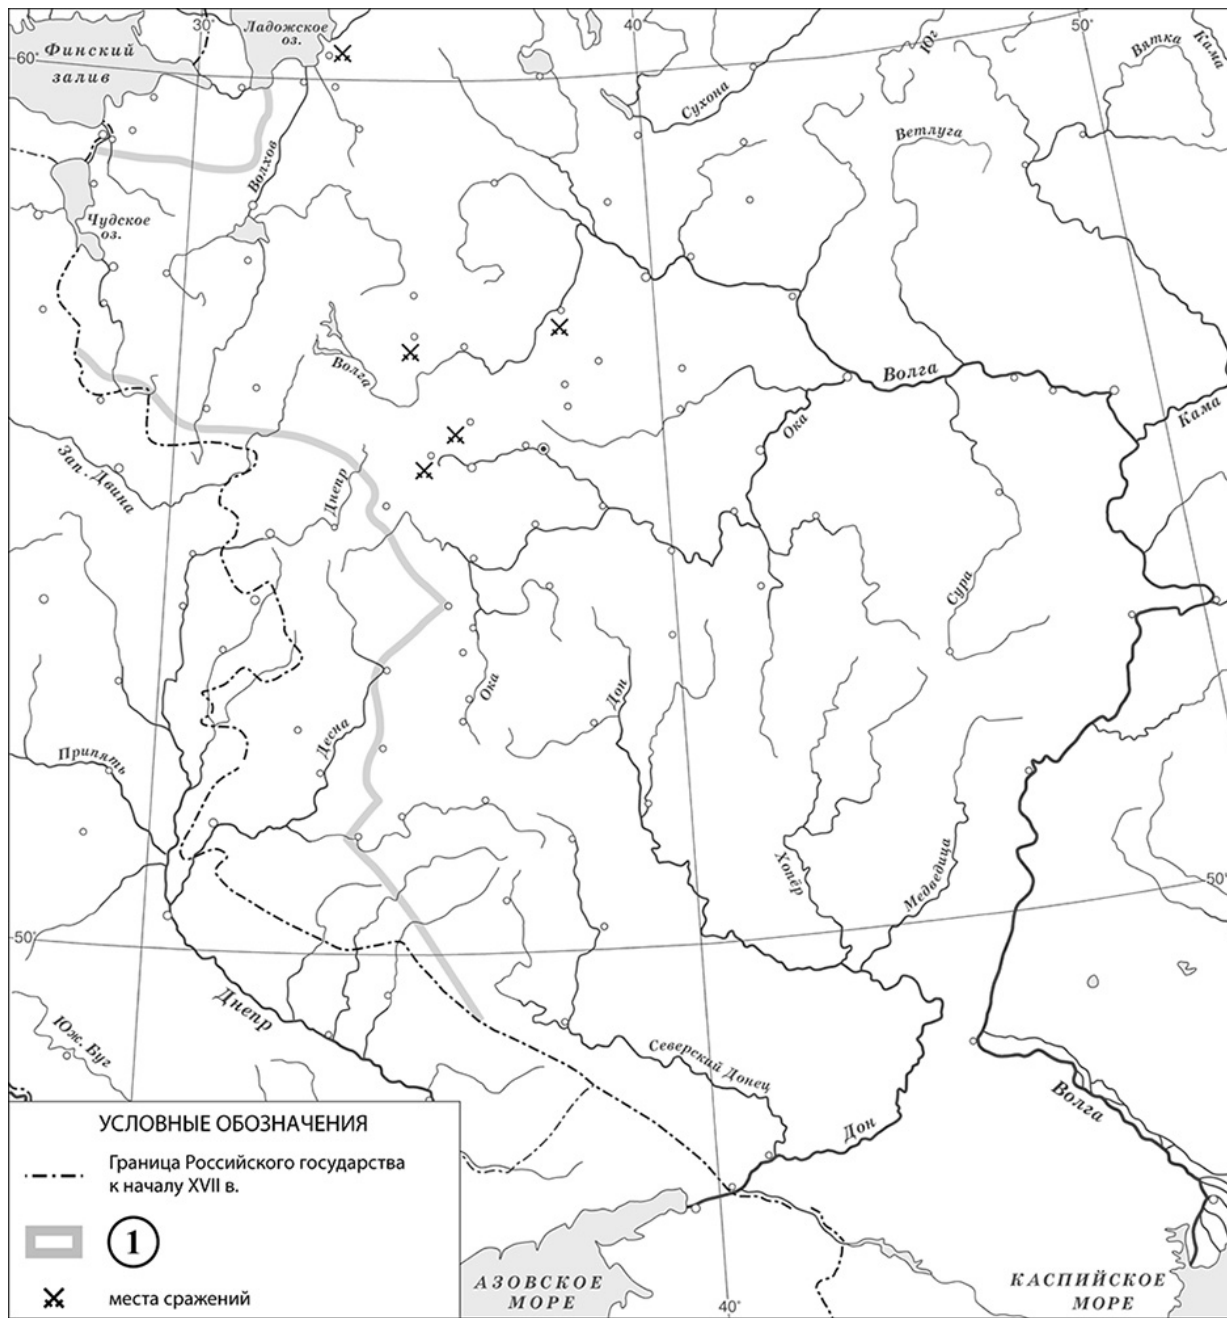 30°
Ладожское
оз.
40°
50°
60°
Финский
залив
Юг
Вятка
Кама
Сухона
Ветлуга
Волхов
Чудское
оз.
Волга
Волга
Кама
Ока
Зап. Двина
Днепр
Сура
Ока
Дон
Десна
Припять
Хопёр
Медведица
50°
50°
Днепр
Юж. Буг
Северский Донец
Дон
Волга
УСЛОВНЫЕ ОБОЗНАЧЕНИЯ
Граница Российского государства
к началу XVII в.
1
места сражений
АЗОВСКОЕ
МОРЕ
КАСПИЙСКОЕ
МОРЕ
40°